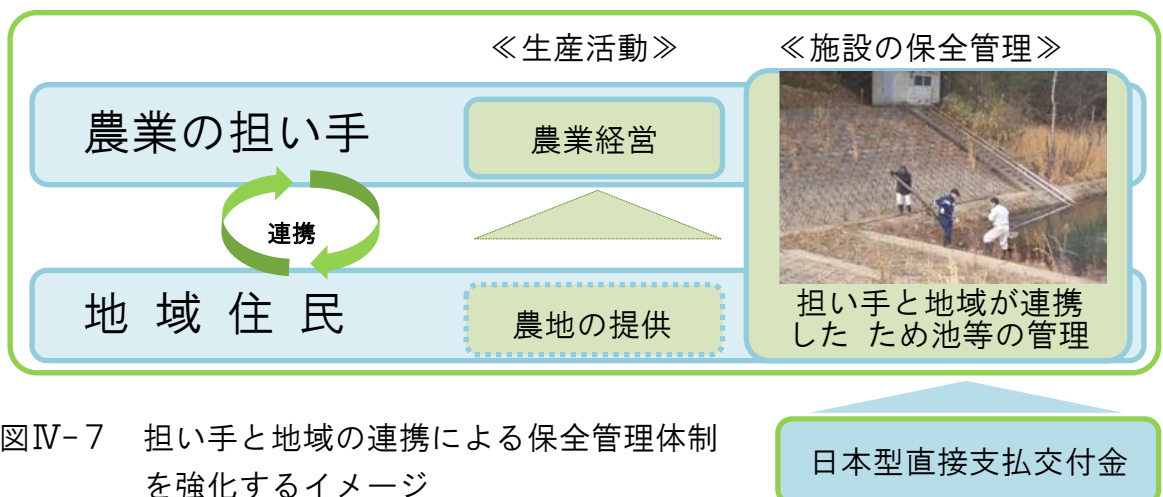 ≪生産活動≫ ≪施設の保全管理≫
農業の担い手
農業経営
連携
地 域 住 民
農地の提供
担い手と地域が連携
した ため池等の管理
図Ⅳ-7 担い手と地域の連携による保全管理体制
を強化するイメージ
日本型直接支払交付金